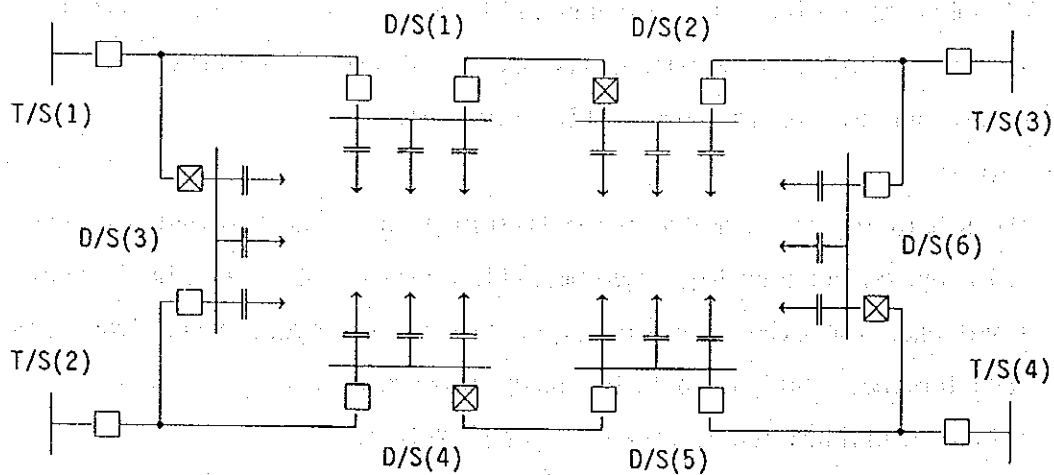 D/S(1)
D/S(2)
T/S(1)
T/S(3)
D/S(3)
D/S(6)
T/S(2)
T/S(4)
D/S(4)
D/S(5)